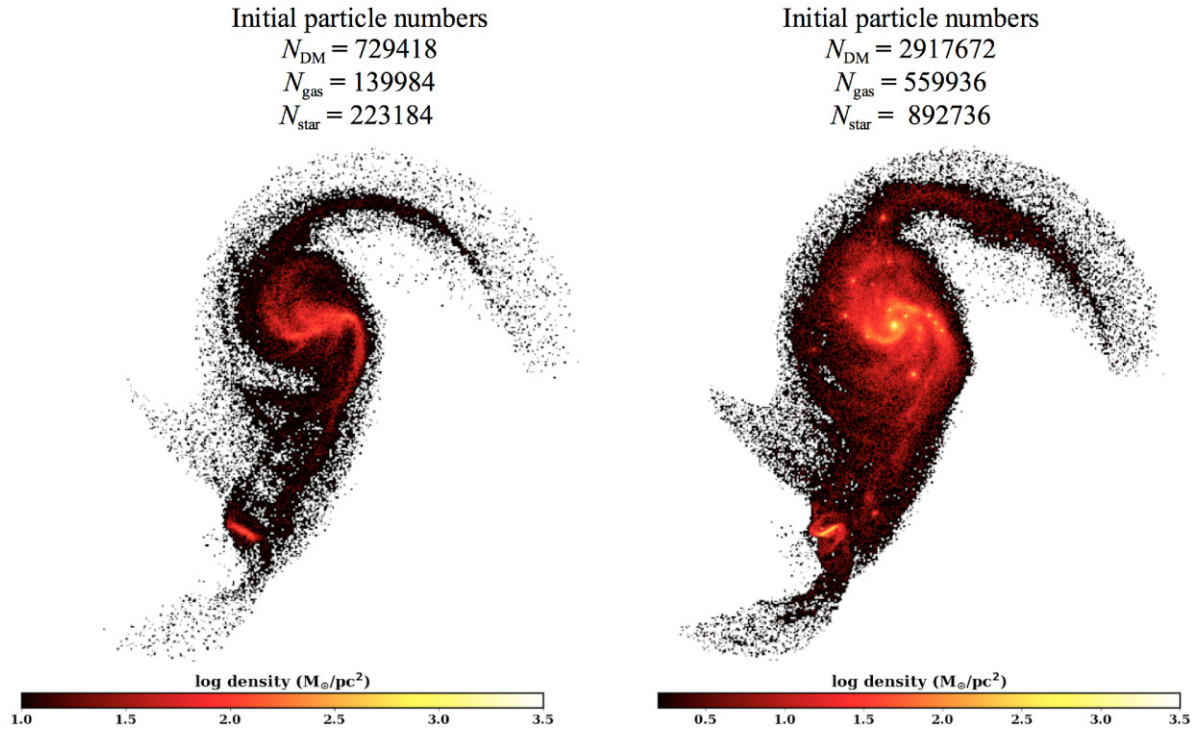 Initial particle numbers
N_DM = 729418
N_gas = 139984
N_star = 223184
Initial particle numbers
N_DM = 2917672
N_gas = 559936
N_star = 892736
log density (M⊙/pc²)
1.0 1.5 2.0 2.5 3.0 3.5
log density (M⊙/pc²)
0.5 1.0 1.5 2.0 2.5 3.0 3.5